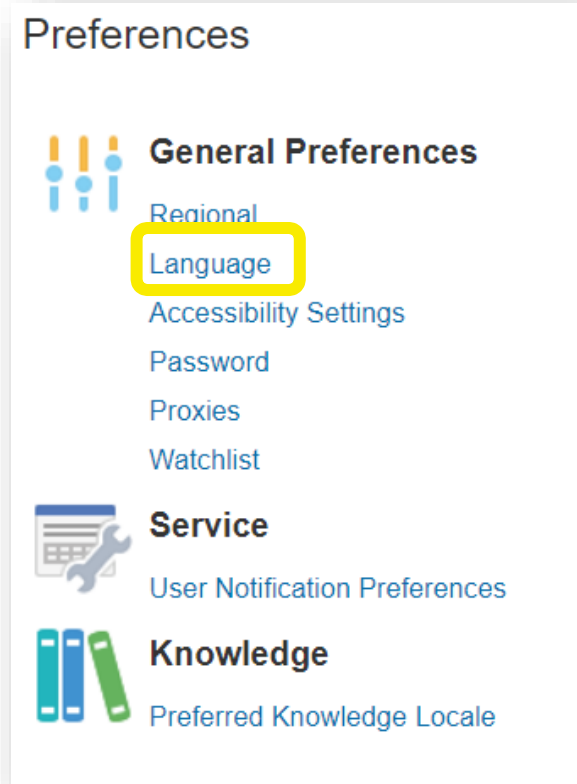 Preferences
General Preferences
Regional
Language
Accessibility Settings
Password
Proxies
Watchlist
Service
User Notification Preferences
Knowledge
Preferred Knowledge Locale